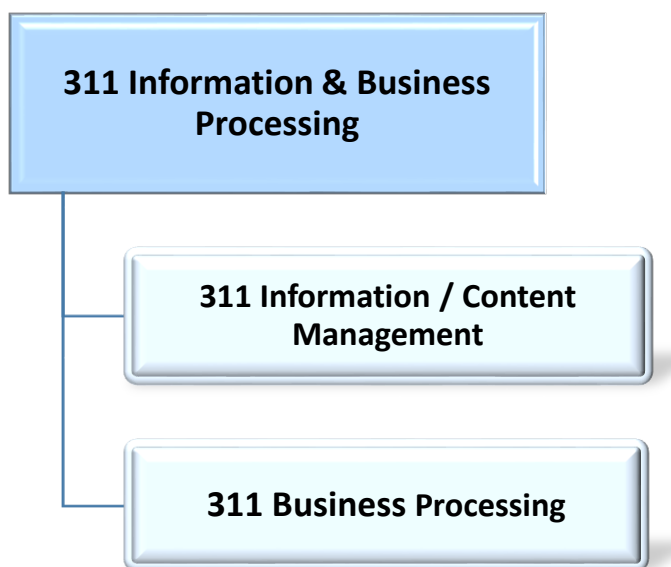 311 Information & Business
Processing
311 Information / Content
Management
311 Business Processing